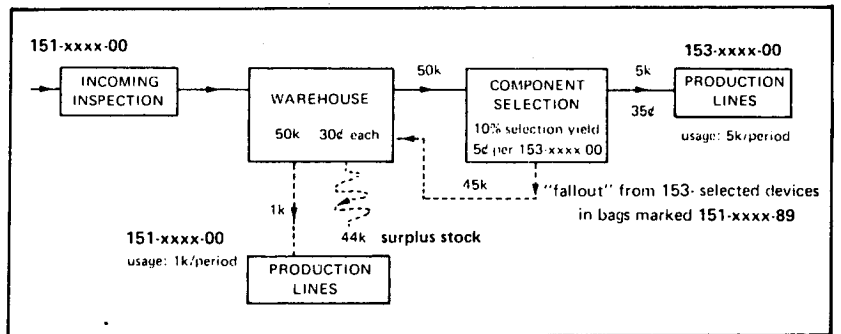 151-xxxx-00
INCOMING
INSPECTION
WAREHOUSE
50k 30¢ each
50k
COMPONENT
SELECTION
10% selection yield
5¢ per 153-xxxx 00
5k
35¢
153-xxxx-00
PRODUCTION
LINES
usage: 5k/period
45k
"fallout" from 153- selected devices
in bags marked 151-xxxx-89
1k
44k surplus stock
151-xxxx-00
usage: 1k/period
PRODUCTION
LINES